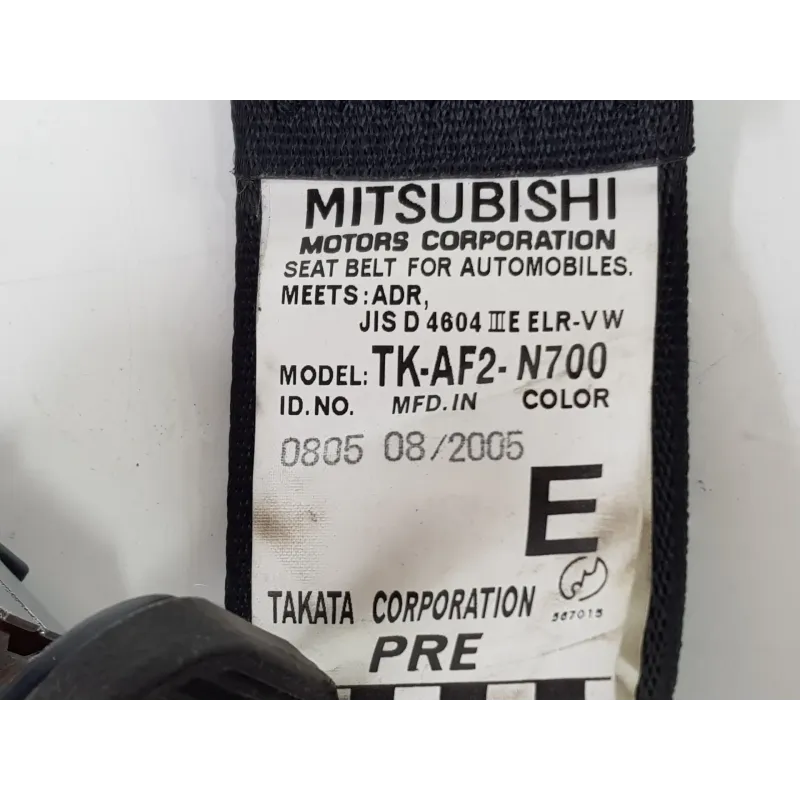 MITSUBISHI
MOTORS CORPORATION
SEAT BELT FOR AUTOMOBILES.
MEETS: ADR,
JIS D 4604 III E ELR-VW
MODEL: TK-AF2-N700
ID.NO. MFD.IN COLOR
0805 08/2005
E
TAKATA CORPORATION
567015
PRE